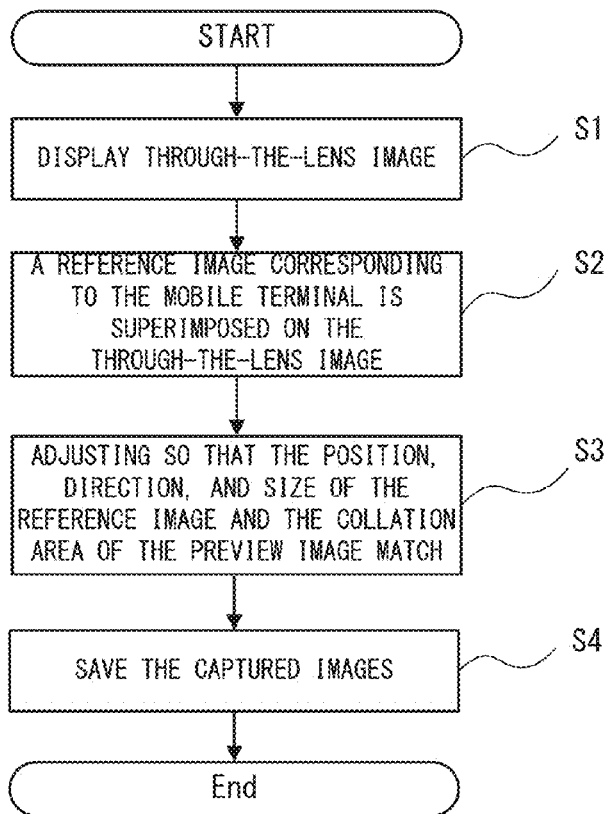 START
DISPLAY THROUGH-THE-LENS IMAGE
S1
A REFERENCE IMAGE CORRESPONDING
TO THE MOBILE TERMINAL IS
SUPERIMPOSED ON THE
THROUGH-THE-LENS IMAGE
S2
ADJUSTING SO THAT THE POSITION,
DIRECTION, AND SIZE OF THE
REFERENCE IMAGE AND THE COLLATION
AREA OF THE PREVIEW IMAGE MATCH
S3
SAVE THE CAPTURED IMAGES
S4
End